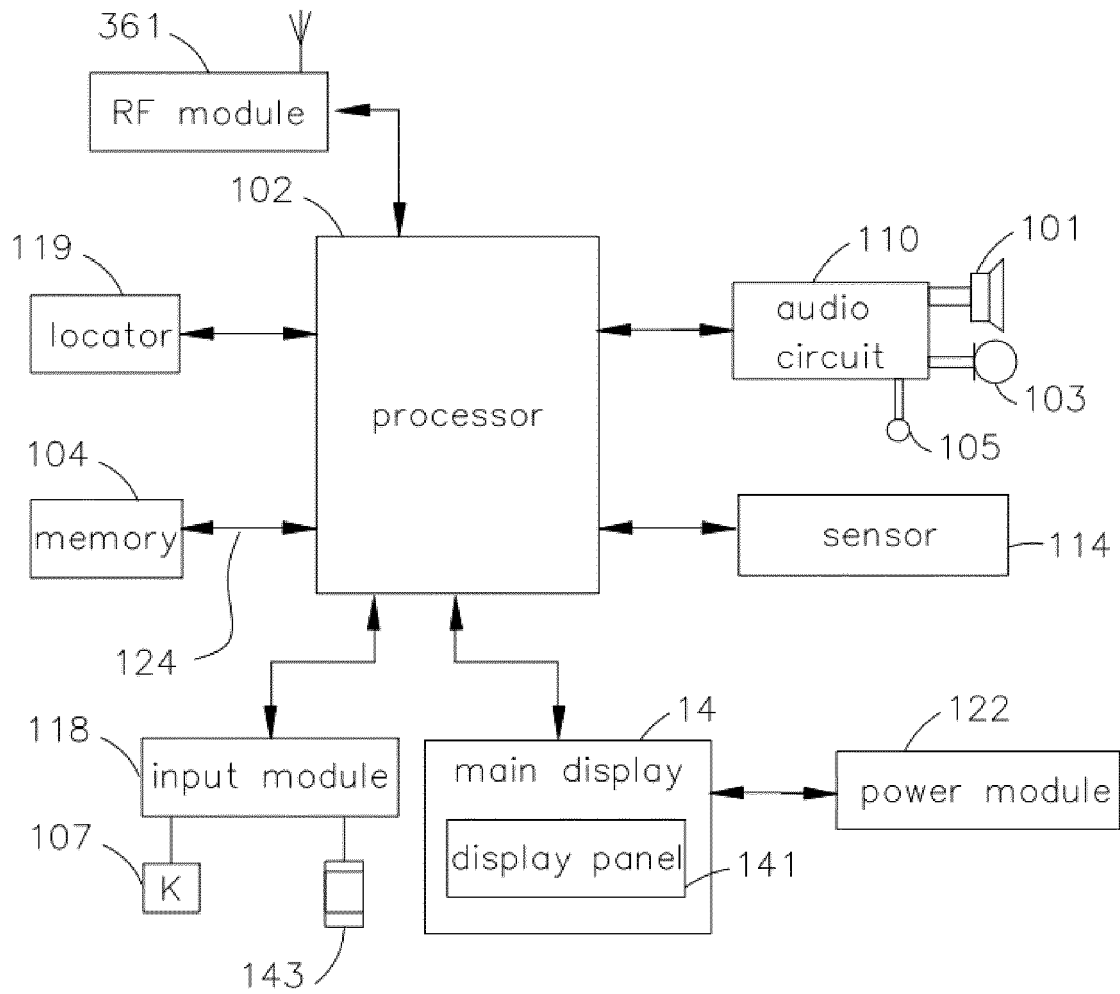 361
RF module
102
119
locator
110
101
audio
circuit
103
105
processor
104
memory
124
sensor
114
118
input module
107
K
143
14
main display
display panel
141
122
power module